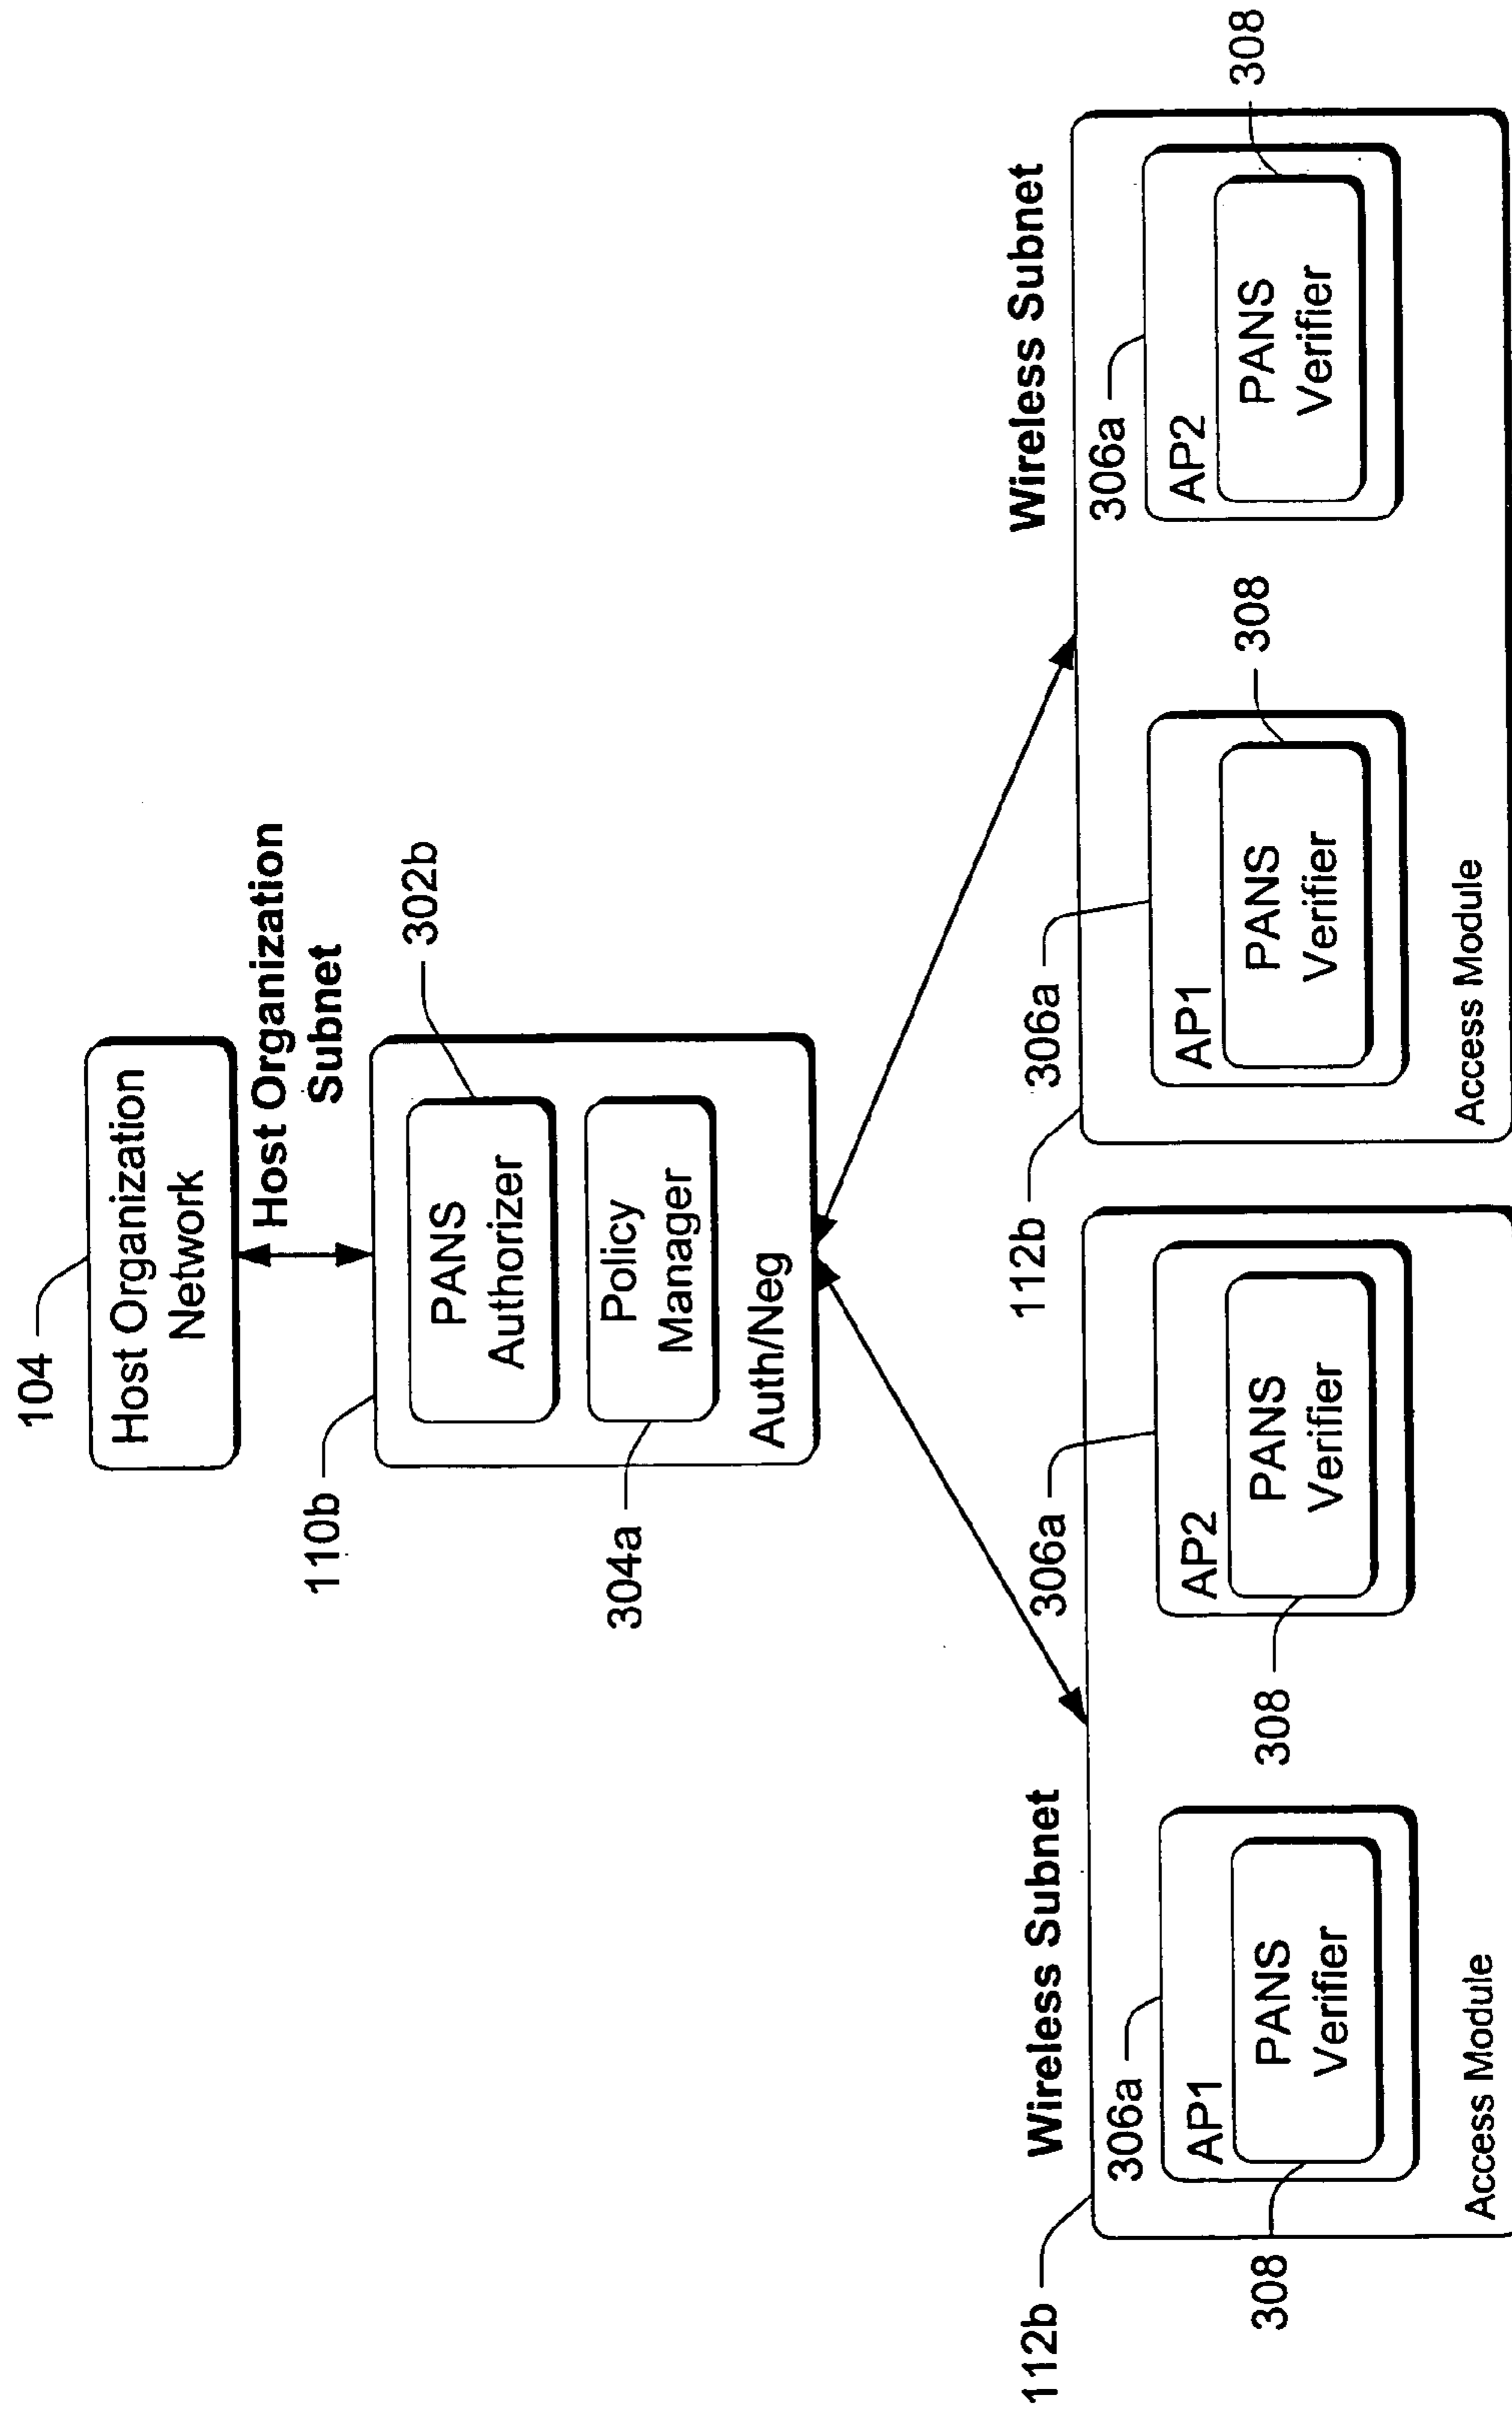 104
Host Organization
Network
Host Organization
Subnet
110b
302b
PANS
Authorizer
304a
Policy
Manager
Auth/Neg
Wireless Subnet
112b
306a
AP1
308
PANS
Verifier
306a
AP2
308
PANS
Verifier
Access Module
Wireless Subnet
112b
306a
AP1
308
PANS
Verifier
306a
AP2
308
PANS
Verifier
Access Module